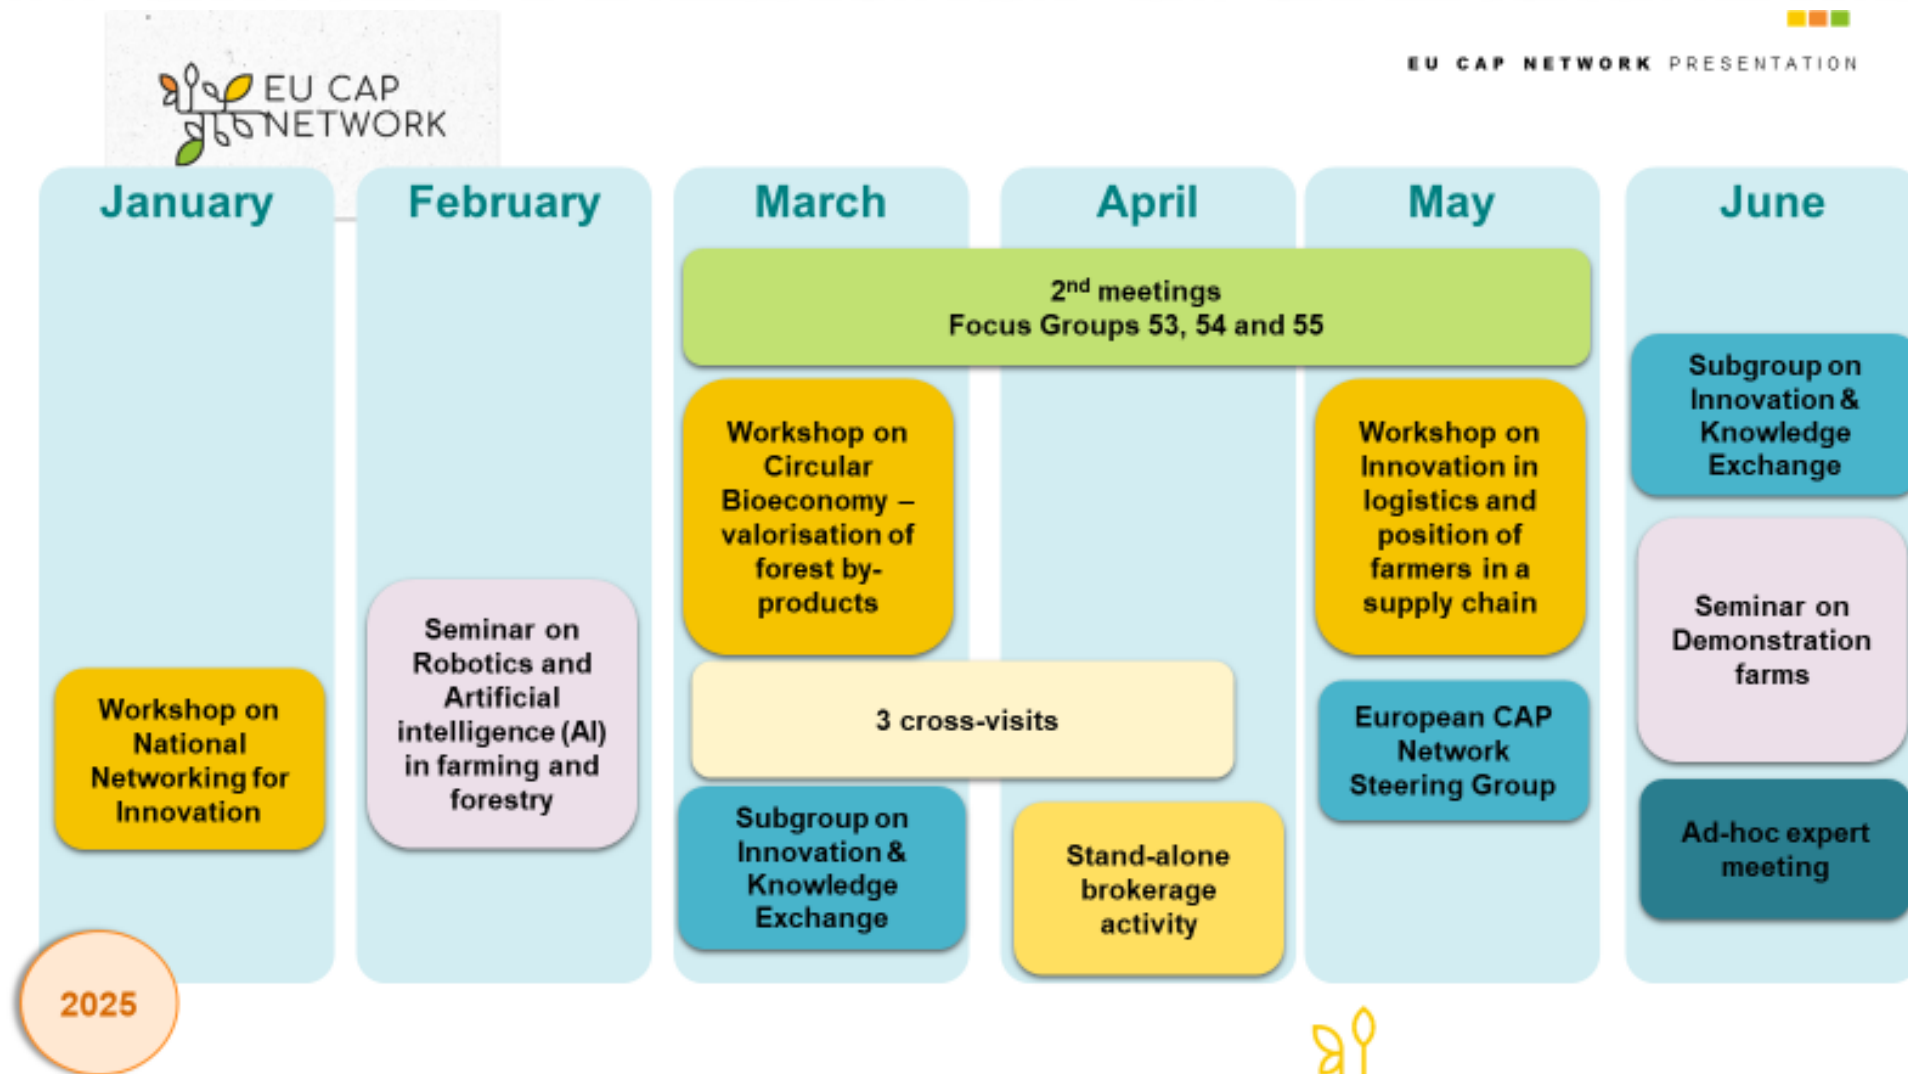 EU CAP
NETWORK
EU CAP NETWORK PRESENTATION
January
February
March
April
May
June
2nd meetings
Focus Groups 53, 54 and 55
Workshop on
National
Networking for
Innovation
Seminar on
Robotics and
Artificial
intelligence (AI)
in farming and
forestry
Workshop on
Circular
Bioeconomy –
valorisation of
forest by-
products
3 cross-visits
Subgroup on
Innovation &
Knowledge
Exchange
Stand-alone
brokerage
activity
Workshop on
Innovation in
logistics and
position of
farmers in a
supply chain
European CAP
Network
Steering Group
Subgroup on
Innovation &
Knowledge
Exchange
Seminar on
Demonstration
farms
Ad-hoc expert
meeting
2025